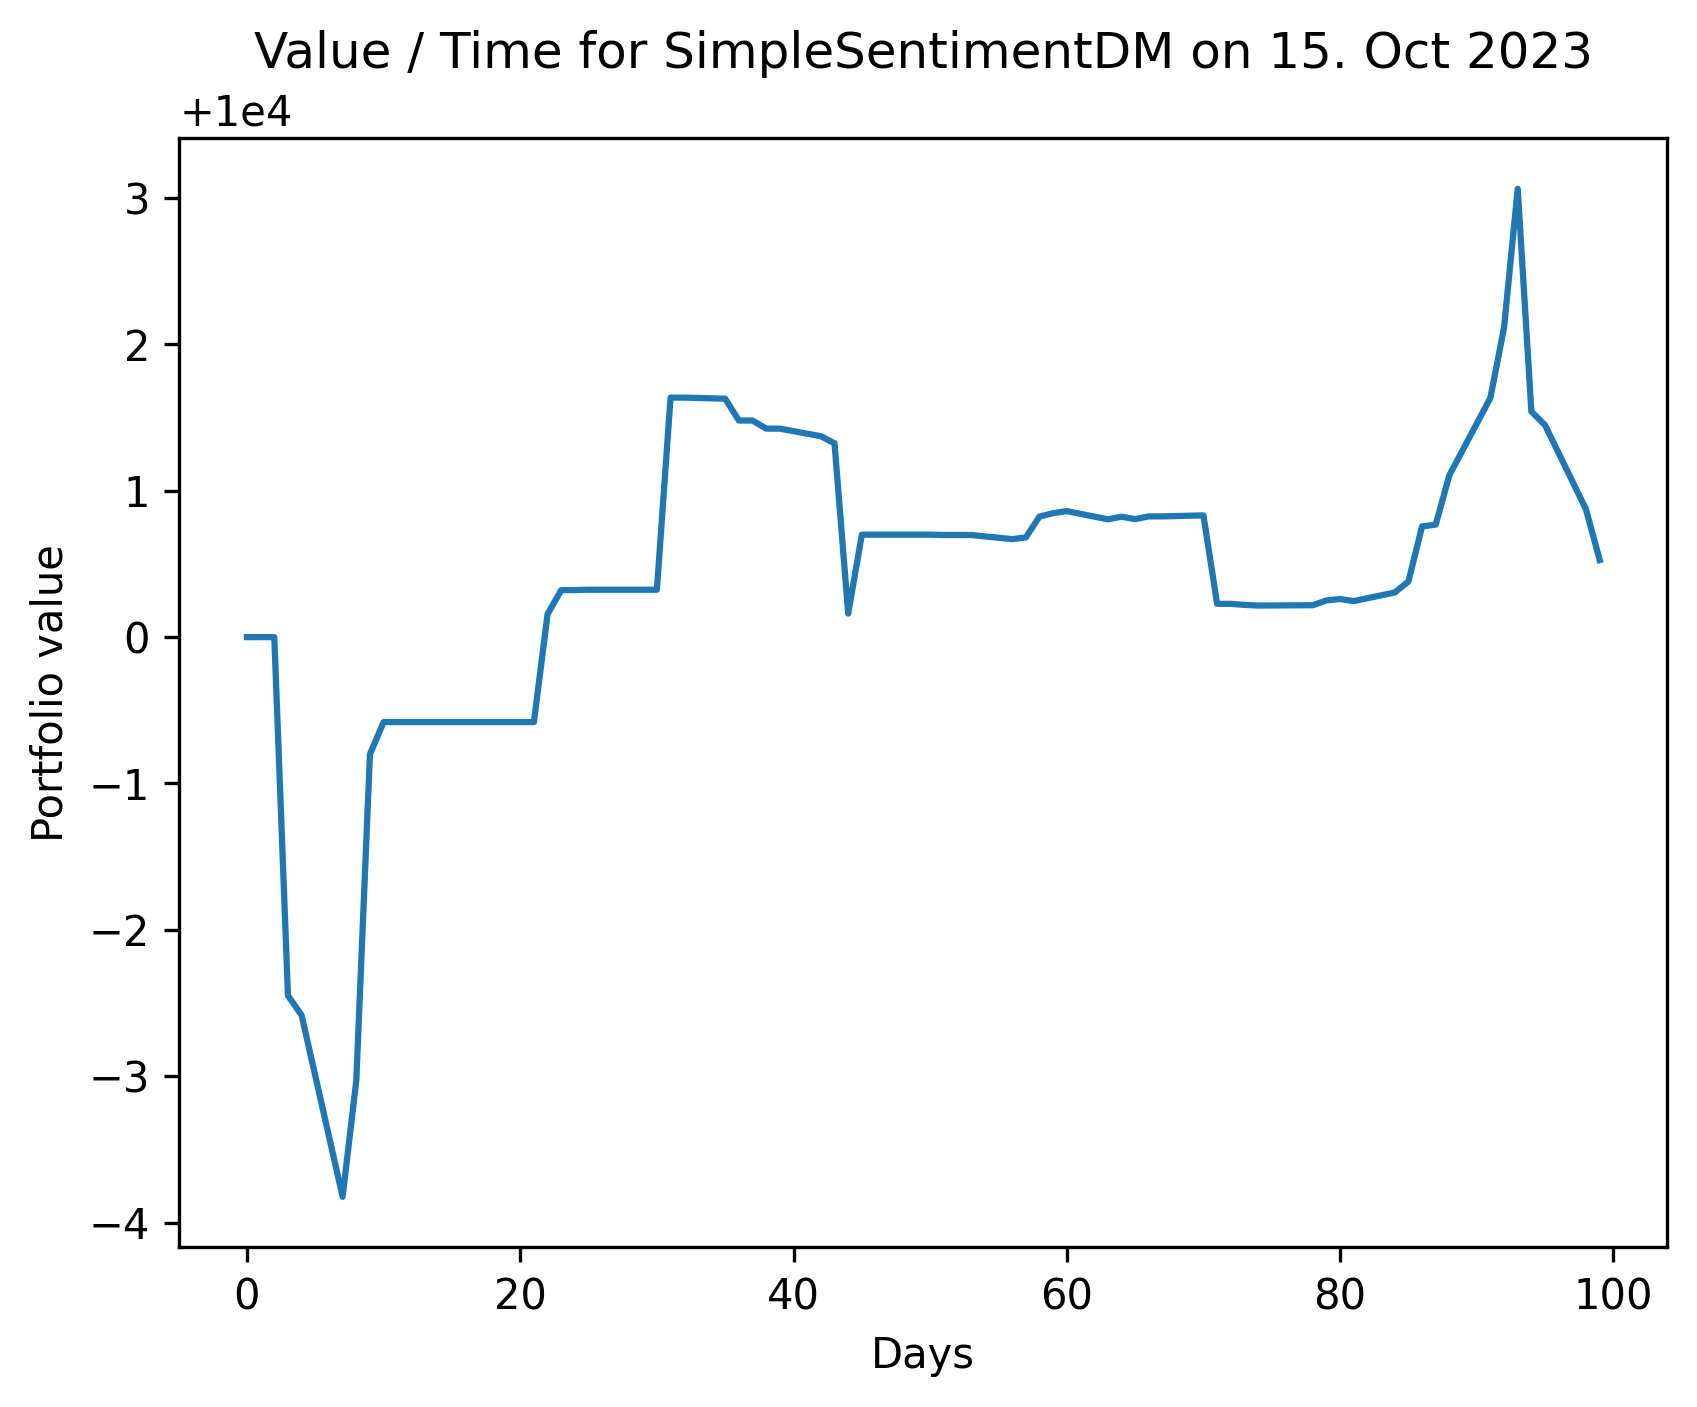 Value / Time for SimpleSentimentDM on 15. Oct 2023
+1e4
3
2
1
0
−1
−2
−3
−4
Portfolio value
0 20 40 60 80 100
Days